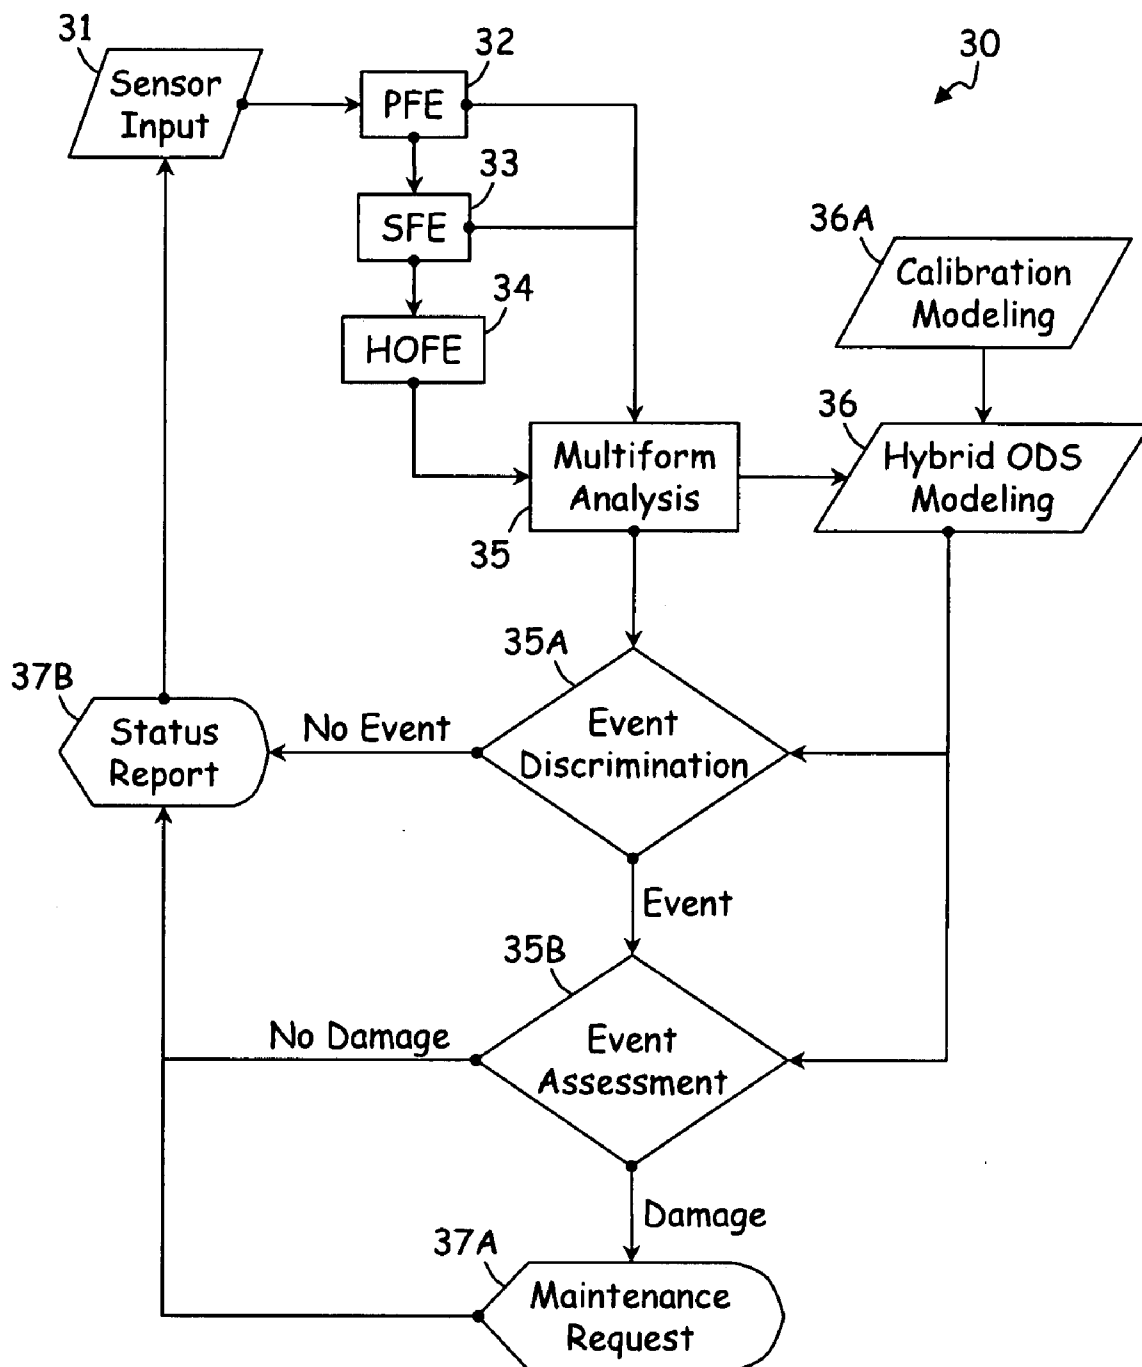 31
Sensor
Input
32
PFE
30
33
SFE
36A
Calibration
Modeling
34
HOFE
36
Hybrid ODS
Modeling
Multiform
Analysis
35
35A
Event
Discrimination
37B
Status
Report
No Event
Event
35B
Event
Assessment
No Damage
Damage
37A
Maintenance
Request